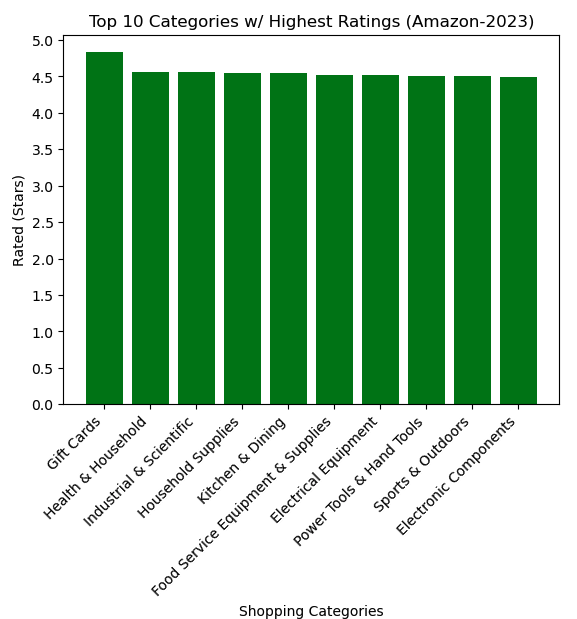 Top 10 Categories w/ Highest Ratings (Amazon-2023)
5.0
4.5
4.0
3.5
3.0
2.5
2.0
1.5
1.0
0.5
0.0
Rated (Stars)
Gift Cards
Health & Household
Industrial & Scientific
Household Supplies
Kitchen & Dining
Food Service Equipment & Supplies
Electrical Equipment
Power Tools & Hand Tools
Sports & Outdoors
Electronic Components
Shopping Categories